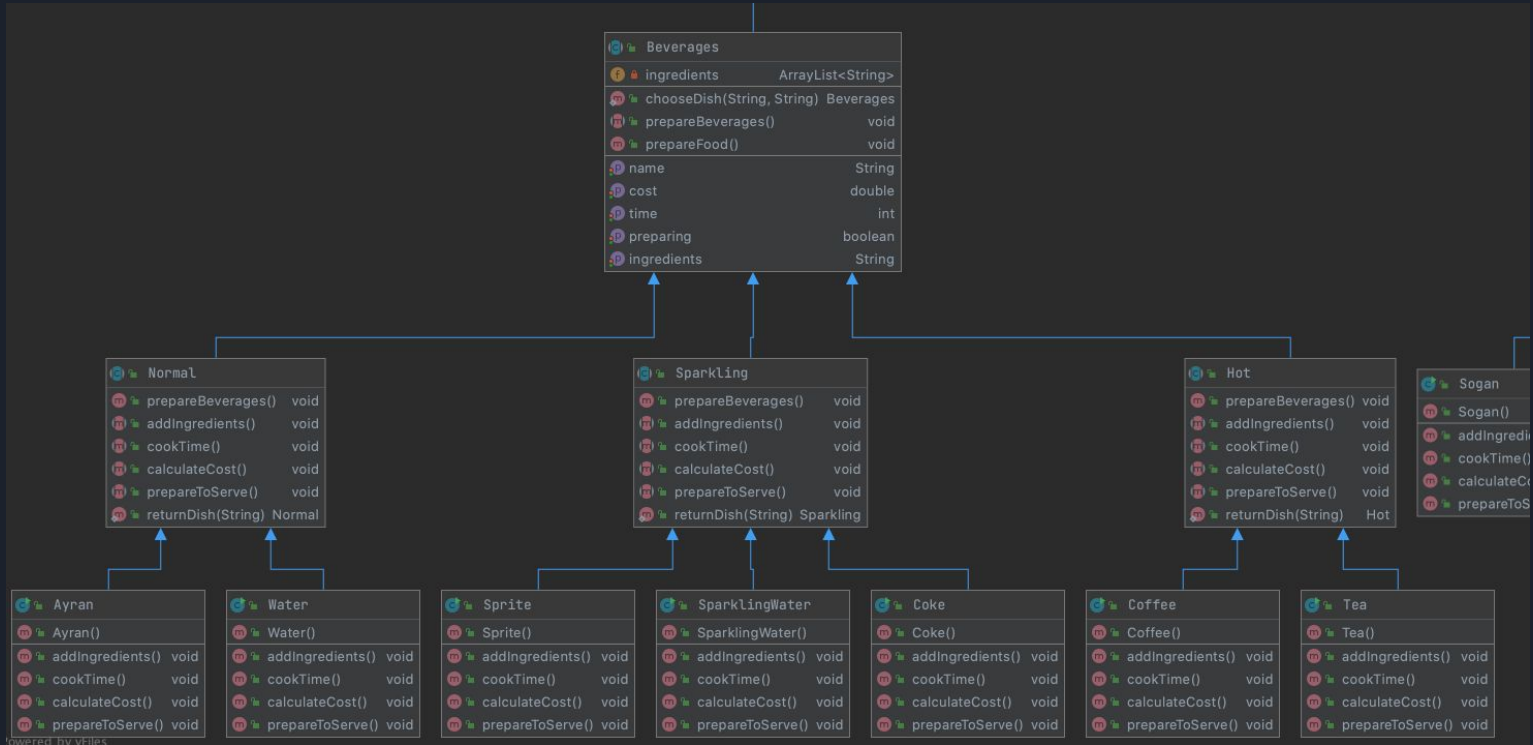 Beverages
ingredients ArrayList<String>
chooseDish(String, String) Beverages
prepareBeverages() void
prepareFood() void
name String
cost double
time int
preparing boolean
ingredients String
Normal
prepareBeverages() void
addIngredients() void
cookTime() void
calculateCost() void
prepareToServe() void
returnDish(String) Normal
Sparkling
prepareBeverages() void
addIngredients() void
cookTime() void
calculateCost() void
prepareToServe() void
returnDish(String) Sparkling
Hot
prepareBeverages() void
addIngredients() void
cookTime() void
calculateCost() void
prepareToServe() void
returnDish(String) Hot
Sogan
Sogan()
addIngredi
cookTime()
calculateCo
prepareToS
Ayran
Ayran()
addIngredients() void
cookTime() void
calculateCost() void
prepareToServe() void
Water
Water()
addIngredients() void
cookTime() void
calculateCost() void
prepareToServe() void
Sprite
Sprite()
addIngredients() void
cookTime() void
calculateCost() void
prepareToServe() void
SparklingWater
SparklingWater()
addIngredients() void
cookTime() void
calculateCost() void
prepareToServe() void
Coke
Coke()
addIngredients() void
cookTime() void
calculateCost() void
prepareToServe() void
Coffee
Coffee()
addIngredients() void
cookTime() void
calculateCost() void
prepareToServe() void
Tea
Tea()
addIngredients() void
cookTime() void
calculateCost() void
prepareToServe() void
owered by yFiles